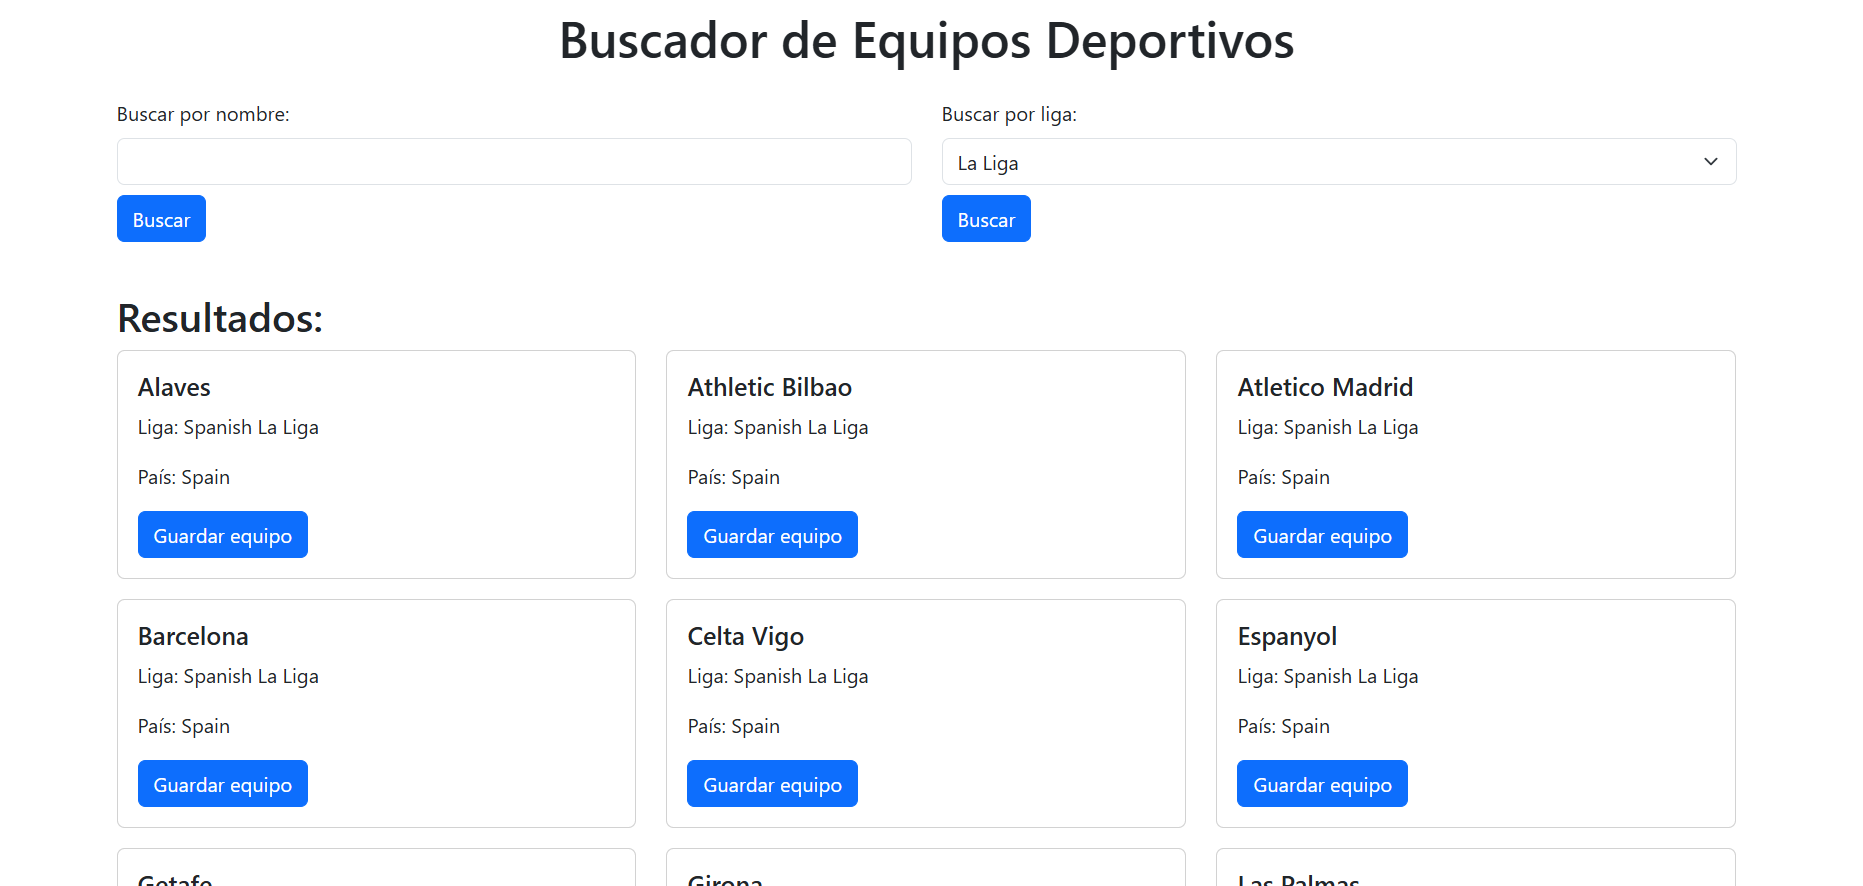 Buscador de Equipos Deportivos
Buscar por nombre:
Buscar por liga:
La Liga
Buscar
Buscar
Resultados:
Alaves
Liga: Spanish La Liga
País: Spain
Guardar equipo
Athletic Bilbao
Liga: Spanish La Liga
País: Spain
Guardar equipo
Atletico Madrid
Liga: Spanish La Liga
País: Spain
Guardar equipo
Barcelona
Liga: Spanish La Liga
País: Spain
Guardar equipo
Celta Vigo
Liga: Spanish La Liga
País: Spain
Guardar equipo
Espanyol
Liga: Spanish La Liga
País: Spain
Guardar equipo
Getafe
Girona
Las Palmas